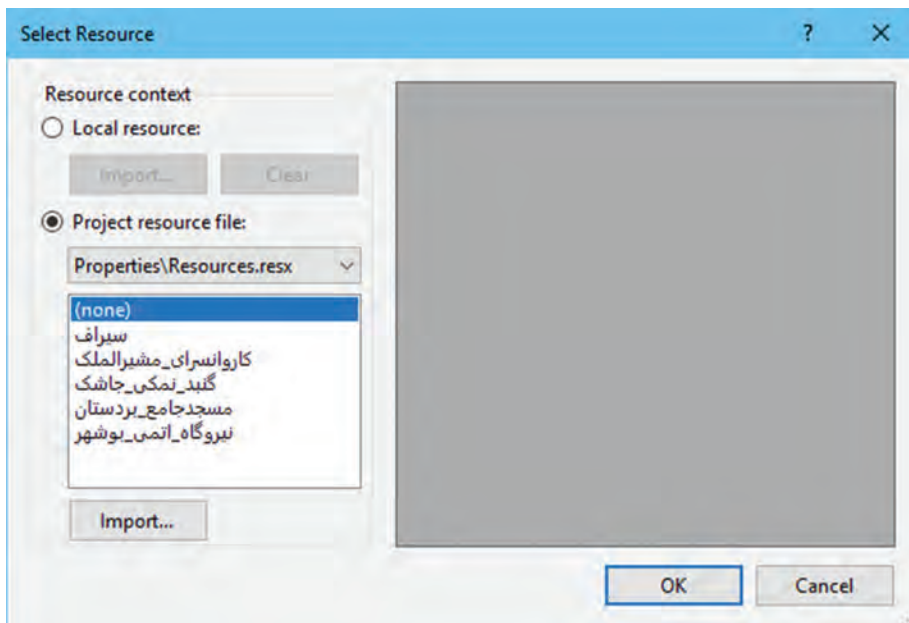 Select Resource
Resource context
Local resource:
Import... Clear
Project resource file:
Properties\Resources.resx
(none)
سیراف
کاروانسرای_مشیرالملک
گنبد_نمکی_جاشک
مسجدجامع_بردستان
نیروگاه_اتمی_بوشهر
Import...
OK Cancel